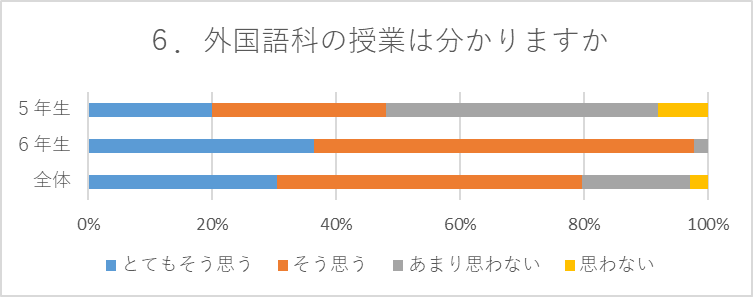 ６．外国語科の授業は分かりますか
５年生
６年生
全体
0% 20% 40% 60% 80% 100%
とてもそう思う そう思う あまり思わない 思わない